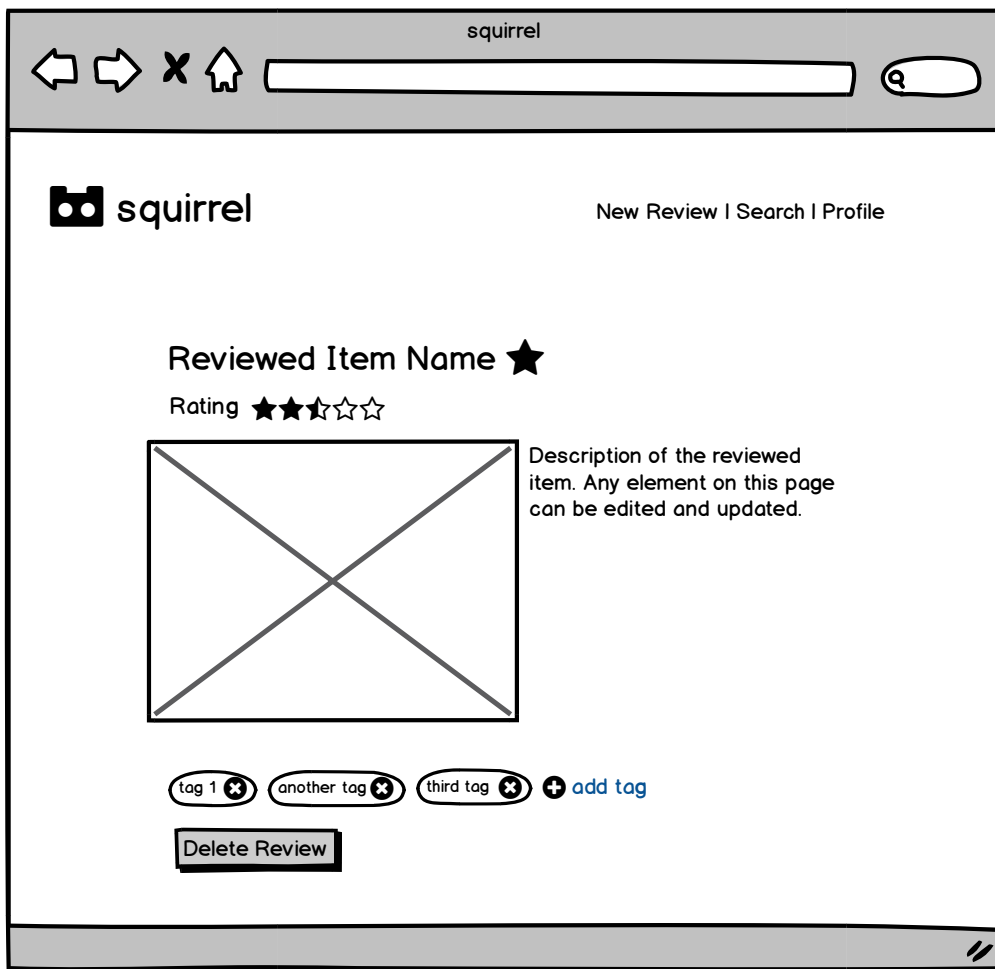 squirrel
squirrel
New Review | Search | Profile
Reviewed Item Name
Rating
Description of the reviewed
item. Any element on this page
can be edited and updated.
tag 1
another tag
third tag
add tag
Delete Review